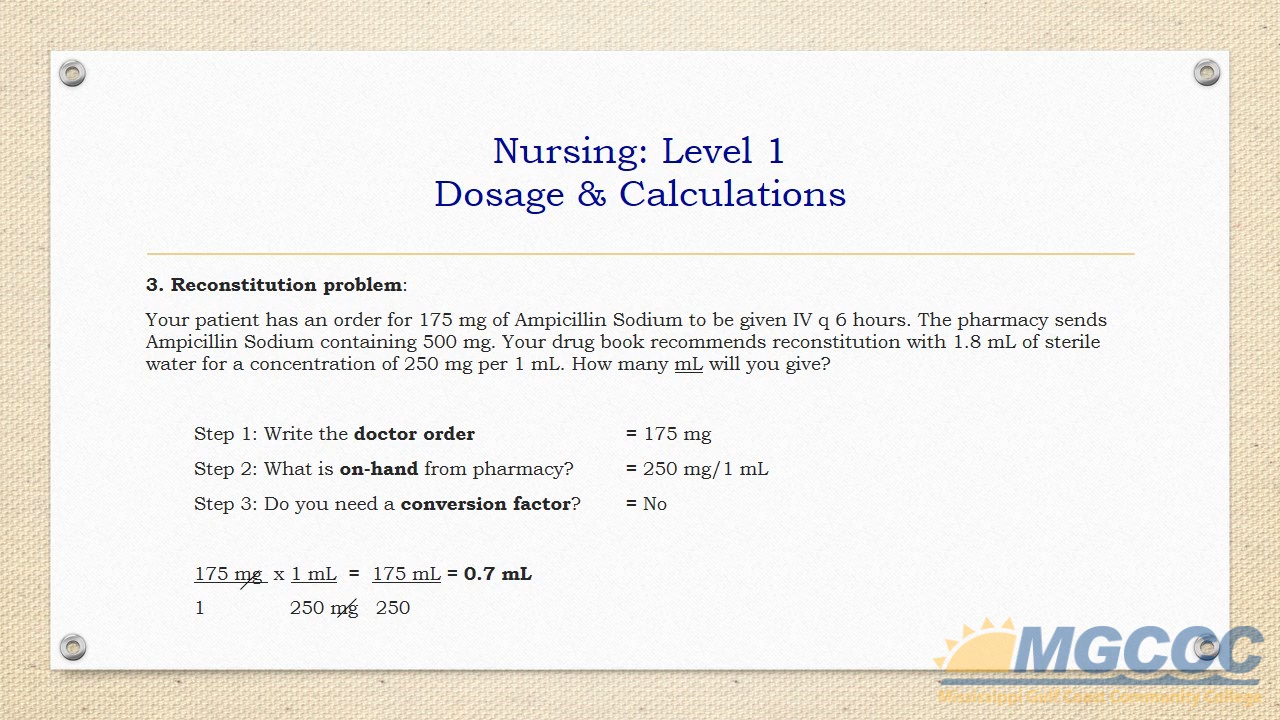 Nursing: Level 1
Dosage & Calculations
3. Reconstitution problem:
Your patient has an order for 175 mg of Ampicillin Sodium to be given IV q 6 hours. The pharmacy sends
Ampicillin Sodium containing 500 mg. Your drug book recommends reconstitution with 1.8 mL of sterile
water for a concentration of 250 mg per 1 mL. How many mL will you give?
Step 1: Write the doctor order = 175 mg
Step 2: What is on-hand from pharmacy? = 250 mg/1 mL
Step 3: Do you need a conversion factor? = No
175 mg x 1 mL = 175 mL = 0.7 mL
1 250 mg 250
MGCCC
Mississippi Gulf Coast Community College